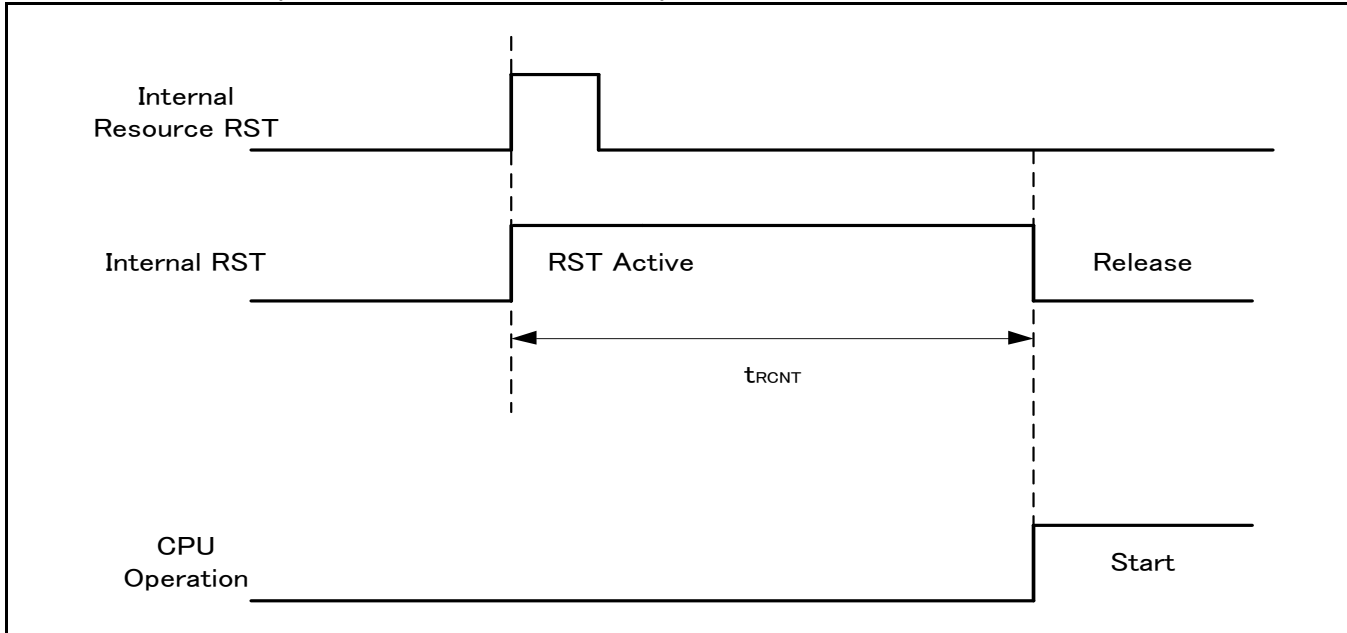 Internal
Resource RST
Internal RST
RST Active
Release
tRCNT
CPU
Operation
Start